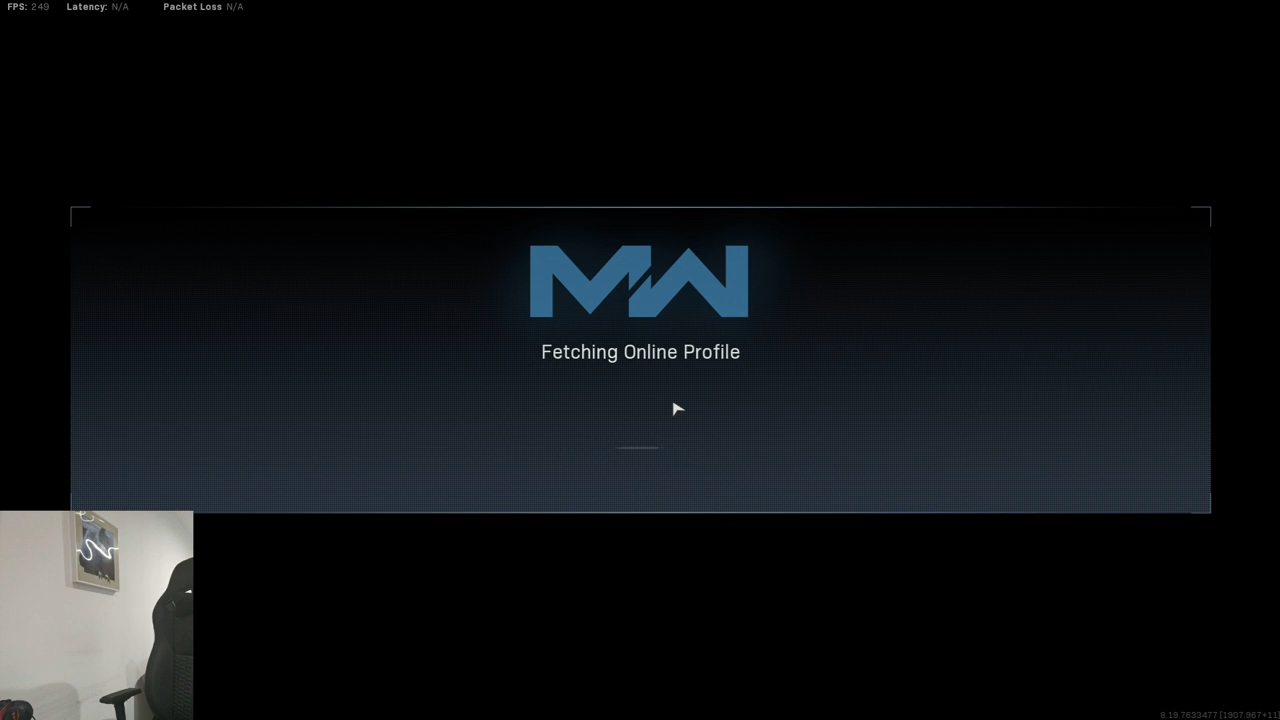 FPS: 249 Latency: N/A Packet Loss N/A
MW
Fetching Online Profile